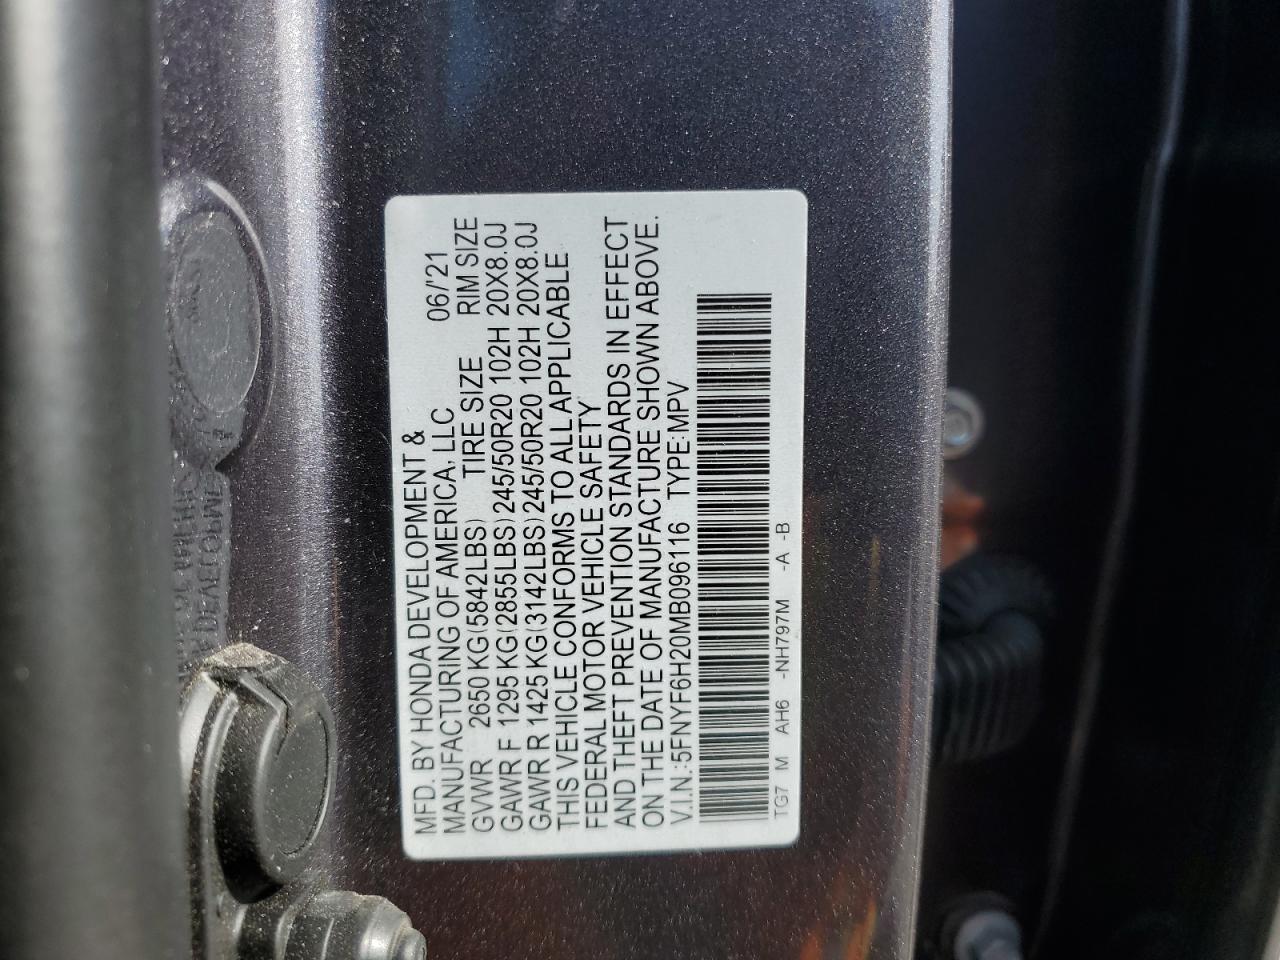 MFD. BY HONDA DEVELOPMENT &
MANUFACTURING OF AMERICA, LLC 06/'21
GVWR 2650 KG (5842LBS) TIRE SIZE RIM SIZE
GAWR F 1295 KG (2855LBS) 245/50R20 102H 20X8.0J
GAWR R 1425 KG (3142LBS) 245/50R20 102H 20X8.0J
THIS VEHICLE CONFORMS TO ALL APPLICABLE
FEDERAL MOTOR VEHICLE SAFETY
AND THEFT PREVENTION STANDARDS IN EFFECT
ON THE DATE OF MANUFACTURE SHOWN ABOVE.
V.I.N.:5FNYF6H20MB096116 TYPE:MPV
TG7 M AH6 -NH797M -A -B